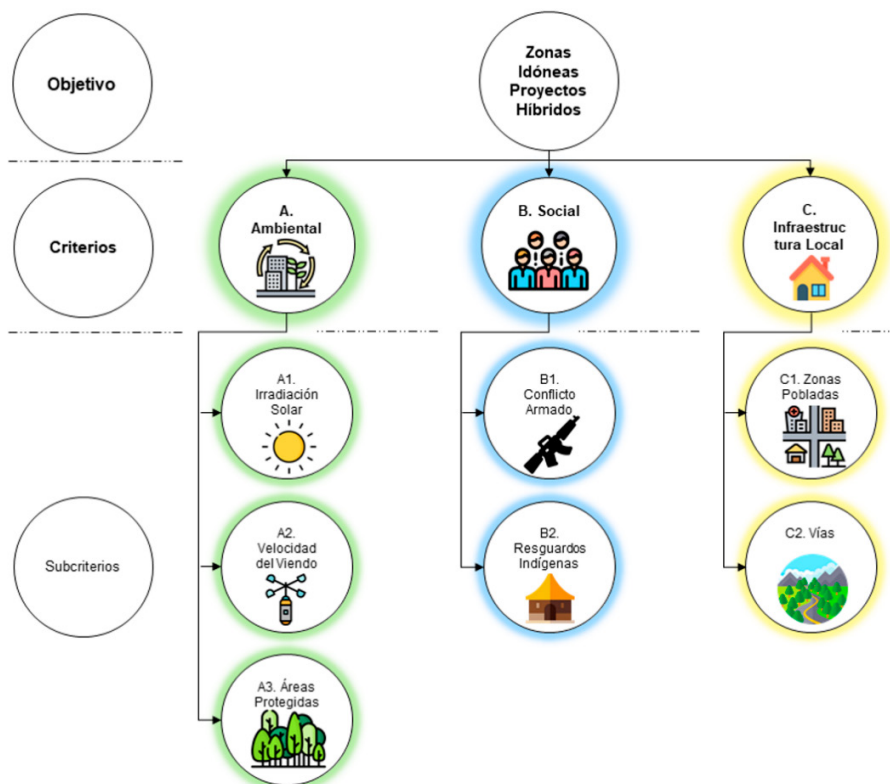 Objetivo
Zonas
Idóneas
Proyectos
Híbridos
Criterios
A.
Ambiental
B. Social
C.
Infraestruc
tura Local
Subcriterios
A1.
Irradiación
Solar
B1.
Conflicto
Armado
C1. Zonas
Pobladas
A2.
Velocidad
del Viendo
B2.
Resguardos
Indígenas
C2. Vías
A3. Áreas
Protegidas